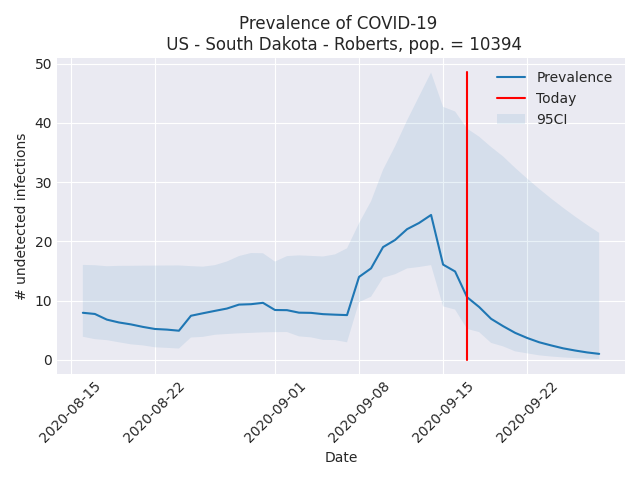 Prevalence of COVID-19
US - South Dakota - Roberts, pop. = 10394
50
40
30
20
10
0
# undetected infections
Prevalence
Today
95CI
2020-08-15
2020-08-22
2020-09-01
2020-09-08
2020-09-15
2020-09-22
Date